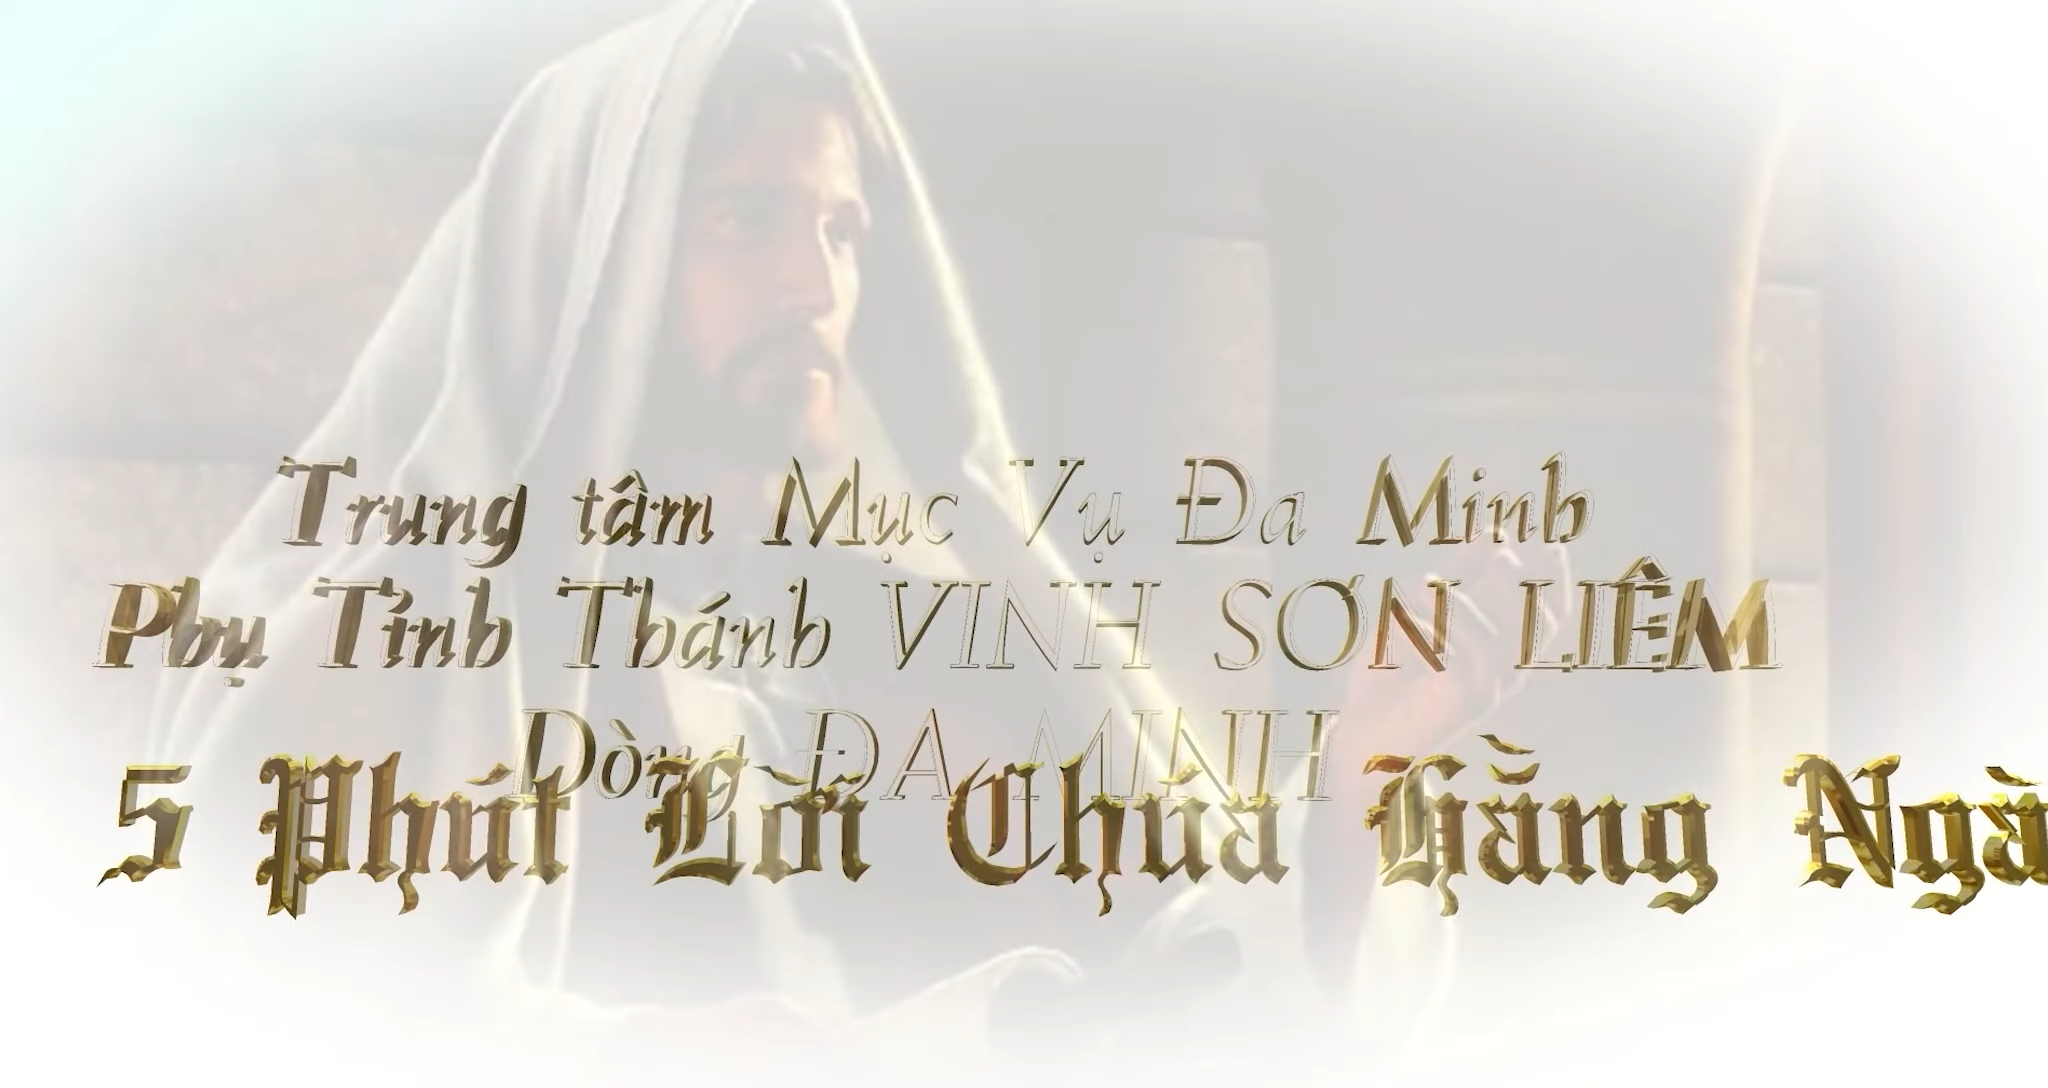 Trung tâm Mục Vụ Đa Minh
Phụ Tỉnh Thánh VINH SƠN LIÊM
Dòng ĐA MINH
5 Phút Lời Chúa Hằng Ngà